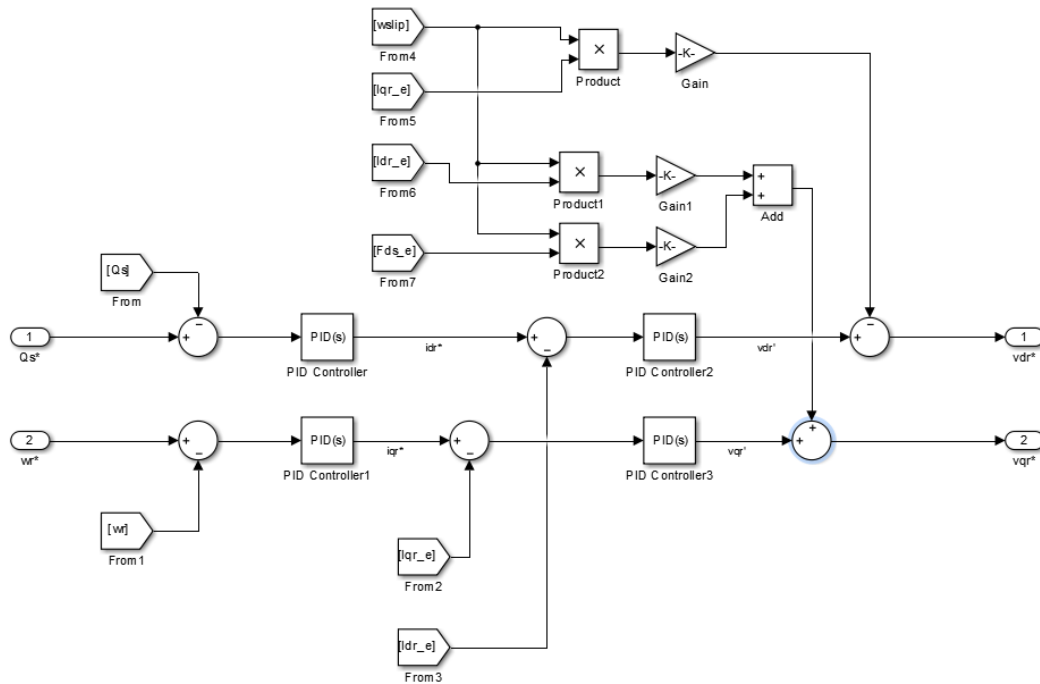 [wslip]
From4
×
Product
-K-
Gain
[Iqr_e]
From5
[Idr_e]
From6
×
Product1
-K-
Gain1
+
+
Add
[Fds_e]
From7
×
Product2
-K-
Gain2
[Qs]
From
1
Qs*
+
−
PID(s)
PID Controller
idr*
+
−
PID(s)
PID Controller2
vdr'
+
−
1
vdr*
2
wr*
+
−
PID(s)
PID Controller1
iqr*
+
−
PID(s)
PID Controller3
vqr'
+
+
2
vqr*
[wr]
From1
[Iqr_e]
From2
[Idr_e]
From3